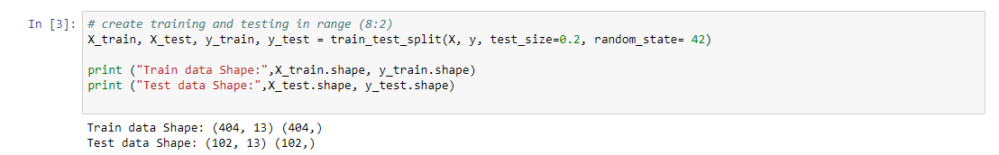 In [3]: # create training and testing in range (8:2)
X_train, X_test, y_train, y_test = train_test_split(X, y, test_size=0.2, random_state= 42)
print ("Train data Shape:",X_train.shape, y_train.shape)
print ("Test data Shape:",X_test.shape, y_test.shape)
Train data Shape: (404, 13) (404,)
Test data Shape: (102, 13) (102,)